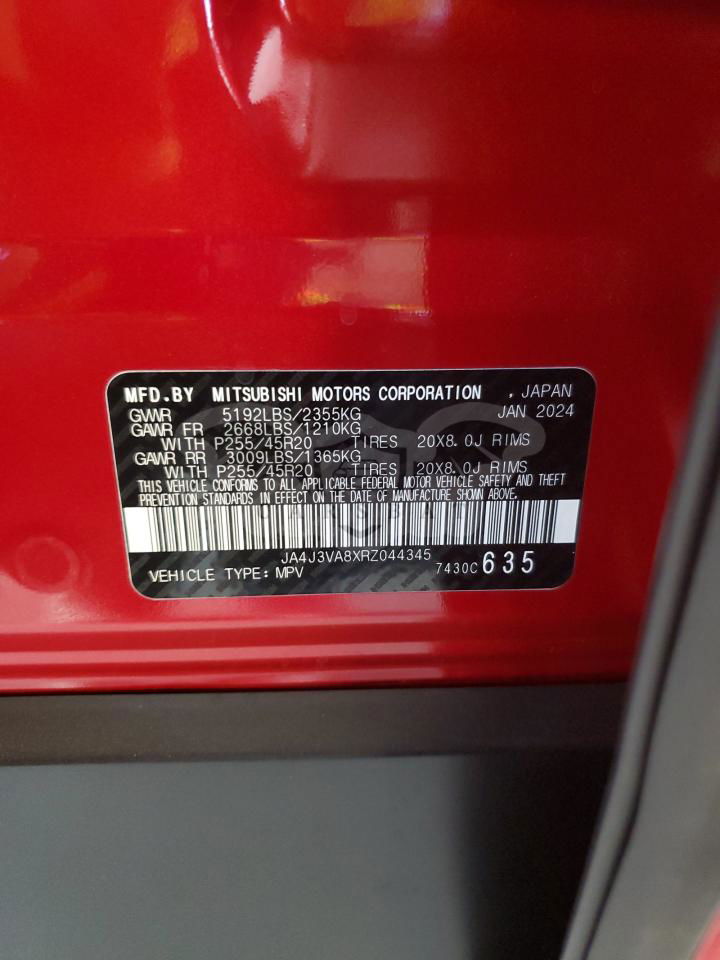 MFD.BY MITSUBISHI MOTORS CORPORATION , JAPAN
GVWR 5192LBS/2355KG JAN 2024
GAWR FR 2668LBS/1210KG
WITH P255/45R20 TIRES 20X8.0J RIMS
GAWR RR 3009LBS/1365KG
WITH P255/45R20 TIRES 20X8.0J RIMS
THIS VEHICLE CONFORMS TO ALL APPLICABLE FEDERAL MOTOR VEHICLE SAFETY AND THEFT
PREVENTION STANDARDS IN EFFECT ON THE DATE OF MANUFACTURE SHOWN ABOVE.
JA4J3VA8XRZ044345
VEHICLE TYPE: MPV 7430C 635